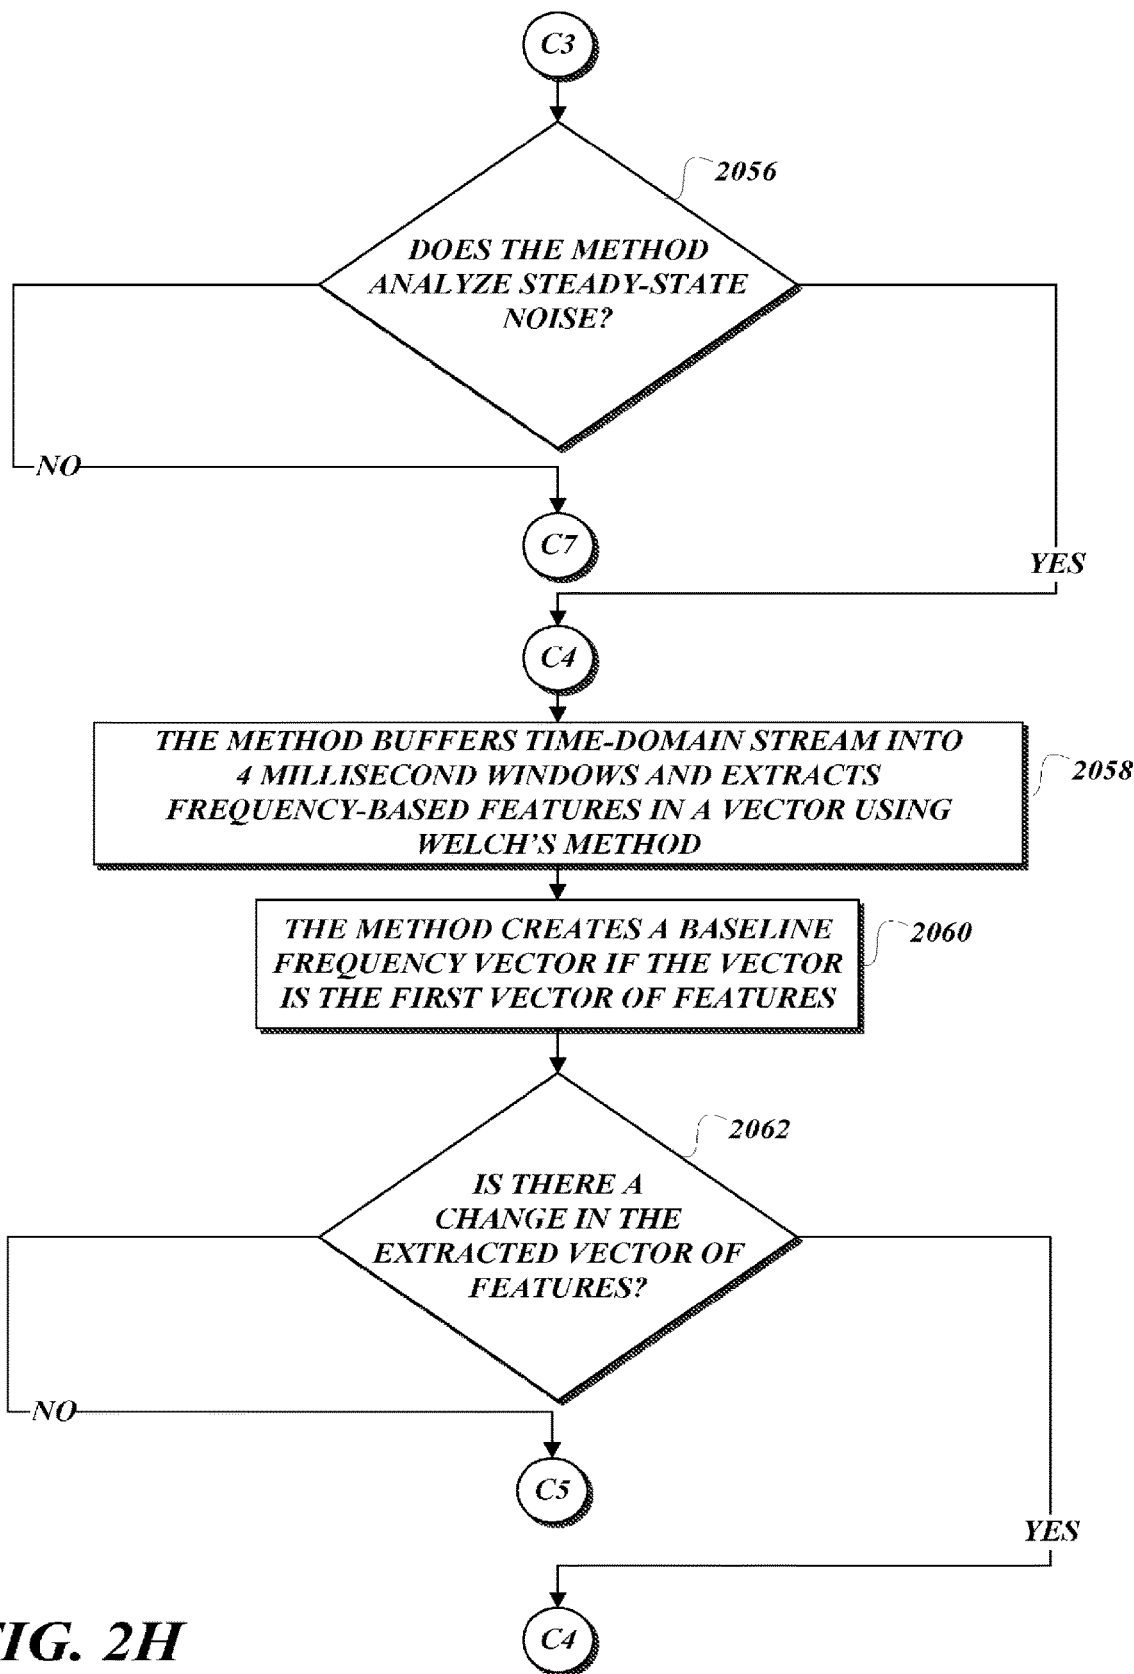 C3
2056
DOES THE METHOD
ANALYZE STEADY-STATE
NOISE?
NO
C7
YES
C4
THE METHOD BUFFERS TIME-DOMAIN STREAM INTO
4 MILLISECOND WINDOWS AND EXTRACTS
FREQUENCY-BASED FEATURES IN A VECTOR USING
WELCH'S METHOD
2058
THE METHOD CREATES A BASELINE
FREQUENCY VECTOR IF THE VECTOR
IS THE FIRST VECTOR OF FEATURES
2060
2062
IS THERE A
CHANGE IN THE
EXTRACTED VECTOR OF
FEATURES?
NO
C5
YES
C4
IG. 2H